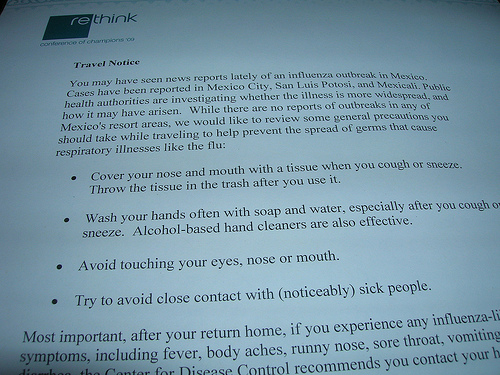 rethink
conference of champions co
Travel Notice
You may have seen news reports lately of an influenza outbreak in Mexico.
Cases have been reported in Mexico City, San Luis Potosi, and Mexicali. Public
health authorities are investigating whether the illness is more widespread, and
how it may have arisen. While there are no reports of outbreaks in any of
Mexico's resort areas, we would like to review some general precautions you
should take while traveling to help prevent the spread of germs that cause
respiratory illnesses like the flu:
• Cover your nose and mouth with a tissue when you cough or sneeze.
Throw the tissue in the trash after you use it.
• Wash your hands often with soap and water, especially after you cough o
sneeze. Alcohol-based hand cleaners are also effective.
• Avoid touching your eyes, nose or mouth.
• Try to avoid close contact with (noticeably) sick people.
Most important, after your return home, if you experience any influenza-li
symptoms, including fever, body aches, runny nose, sore throat, vomiting
diarrhea, the Center for Disease Control recommends you contact your h